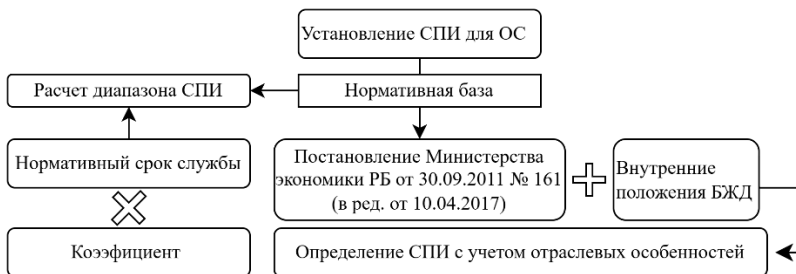 Установление СПИ для ОС
Расчет диапазона СПИ
Нормативная база
Нормативный срок службы
Постановление Министерства
экономики РБ от 30.09.2011 № 161
(в ред. от 10.04.2017)
Внутренние
положения БЖД
Коээфициент
Определение СПИ с учетом отраслевых особенностей